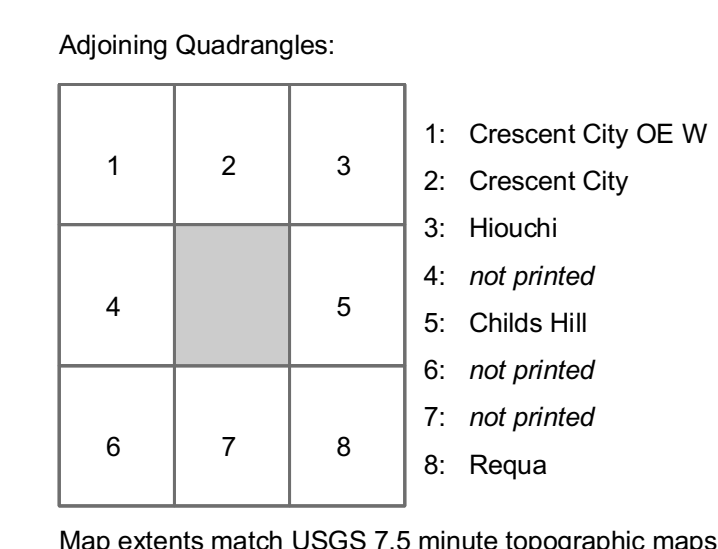 Adjoining Quadrangles:
1 2 3
4 5
6 7 8
1: Crescent City OE W
2: Crescent City
3: Hiouchi
4: not printed
5: Childs Hill
6: not printed
7: not printed
8: Requa
Map extents match USGS 7.5 minute topographic maps